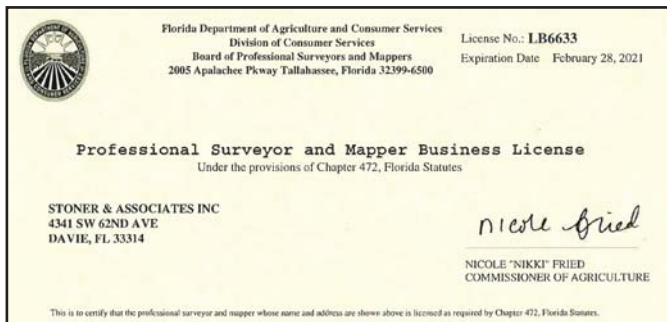 Florida Department of Agriculture and Consumer Services
Division of Consumer Services
Board of Professional Surveyors and Mappers
2005 Apalachee Pkway Tallahassee, Florida 32399-6500
License No.: LB6633
Expiration Date February 28, 2021
Professional Surveyor and Mapper Business License
Under the provisions of Chapter 472, Florida Statutes
STONER & ASSOCIATES INC
4341 SW 62ND AVE
DAVIE, FL 33314
Nicole Fried
NICOLE "NIKKI" FRIED
COMMISSIONER OF AGRICULTURE
This is to certify that the professional surveyor and mapper whose name and address are shown above is licensed as required by Chapter 472, Florida Statutes.